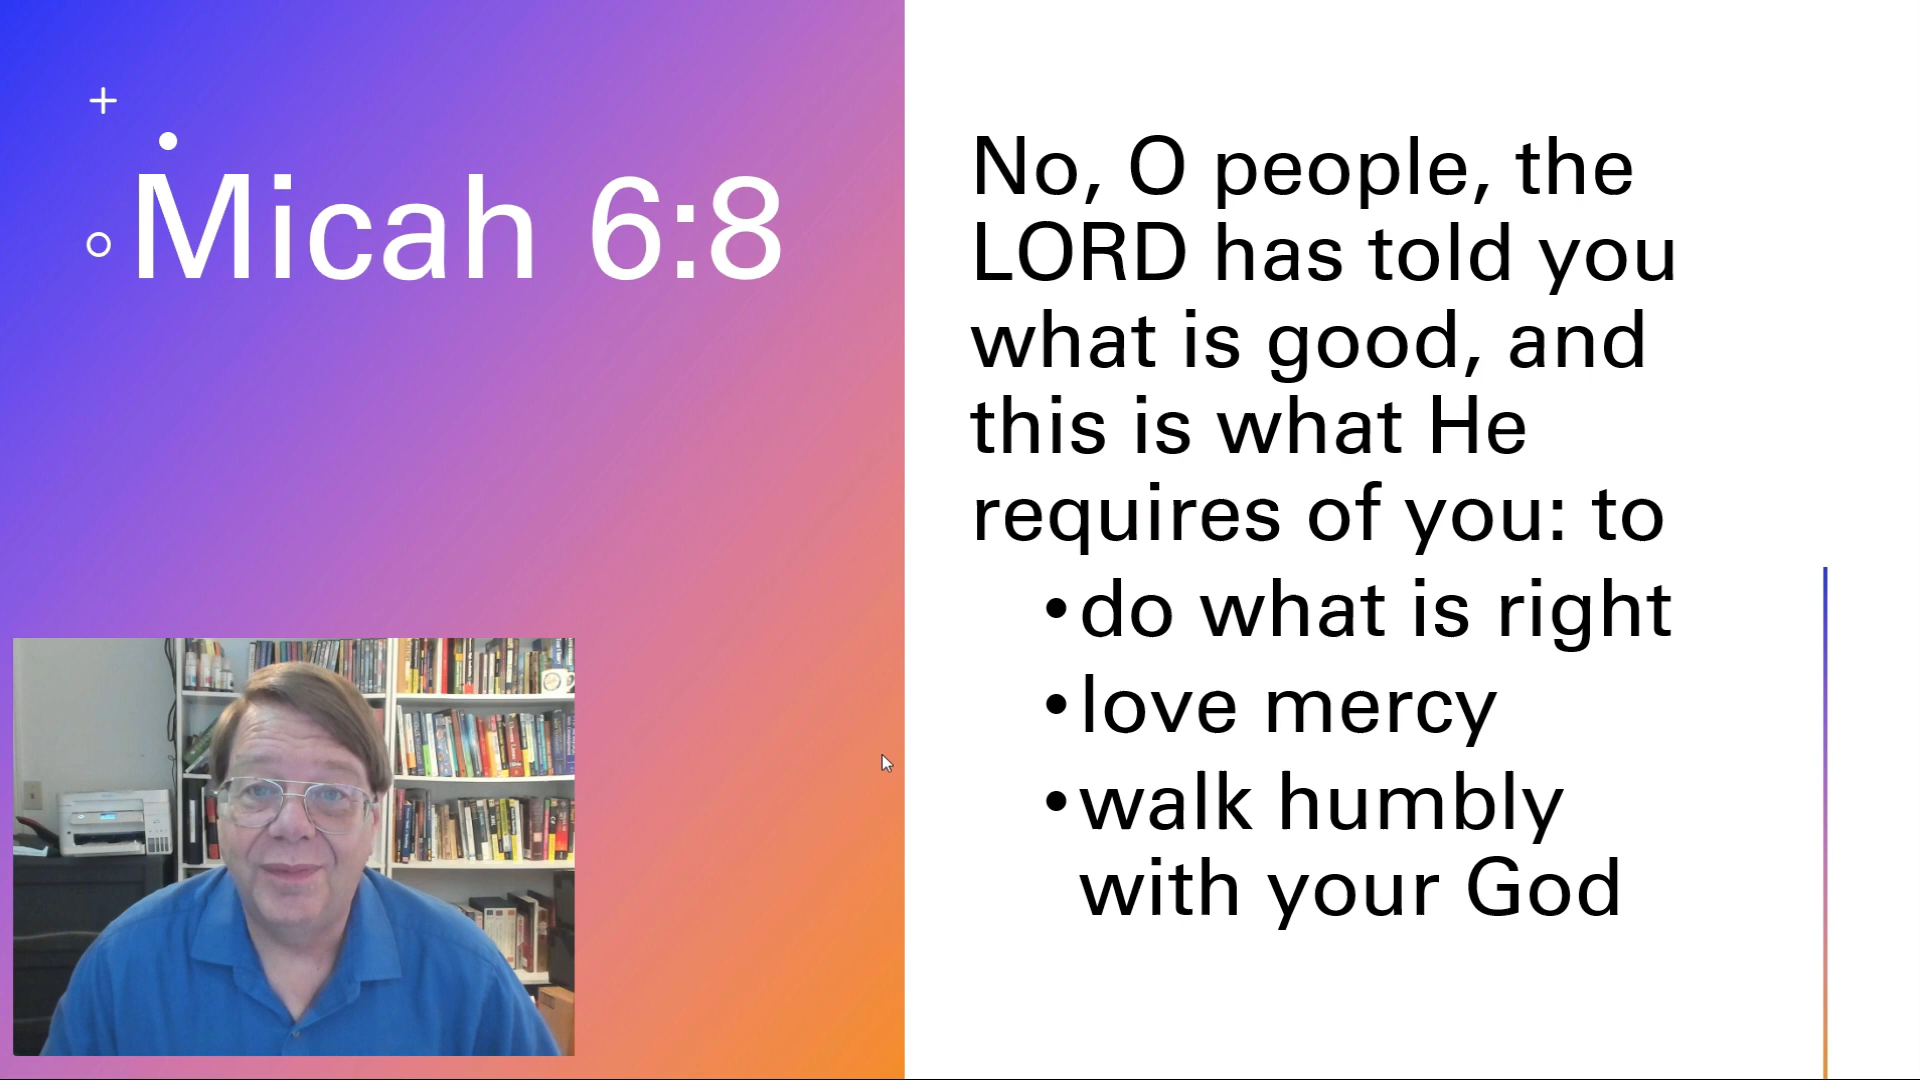 Micah 6:8
No, O people, the
LORD has told you
what is good, and
this is what He
requires of you: to
•do what is right
•love mercy
•walk humbly
with your God